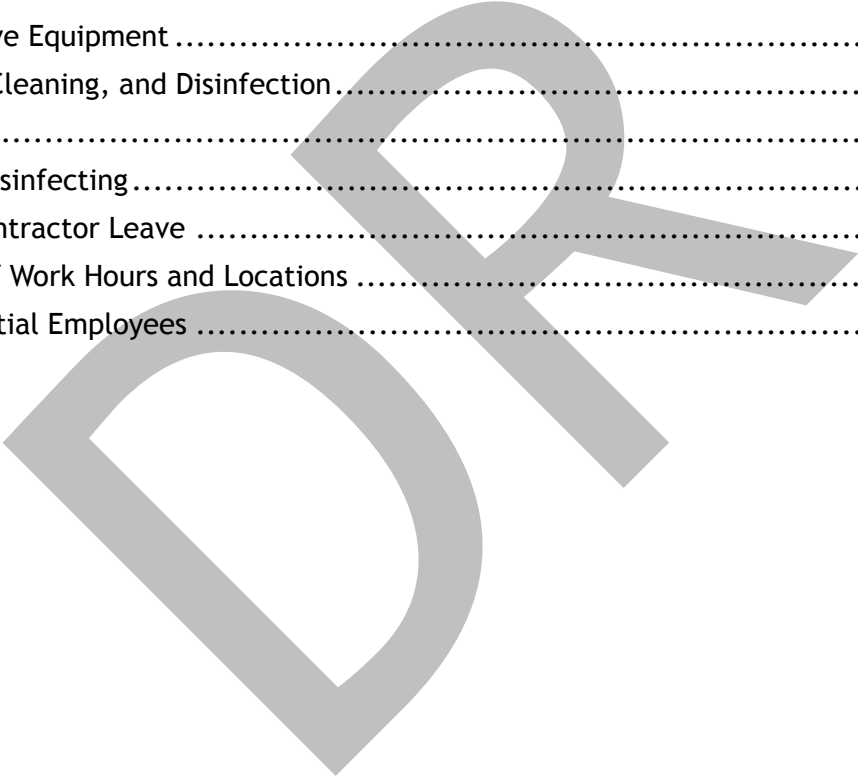 ve Equipment ................................................................
Cleaning, and Disinfection ................................................
................................................................................
sinfecting ....................................................................
ntractor Leave ..............................................................
f Work Hours and Locations ...............................................
tial Employees ..............................................................
DR